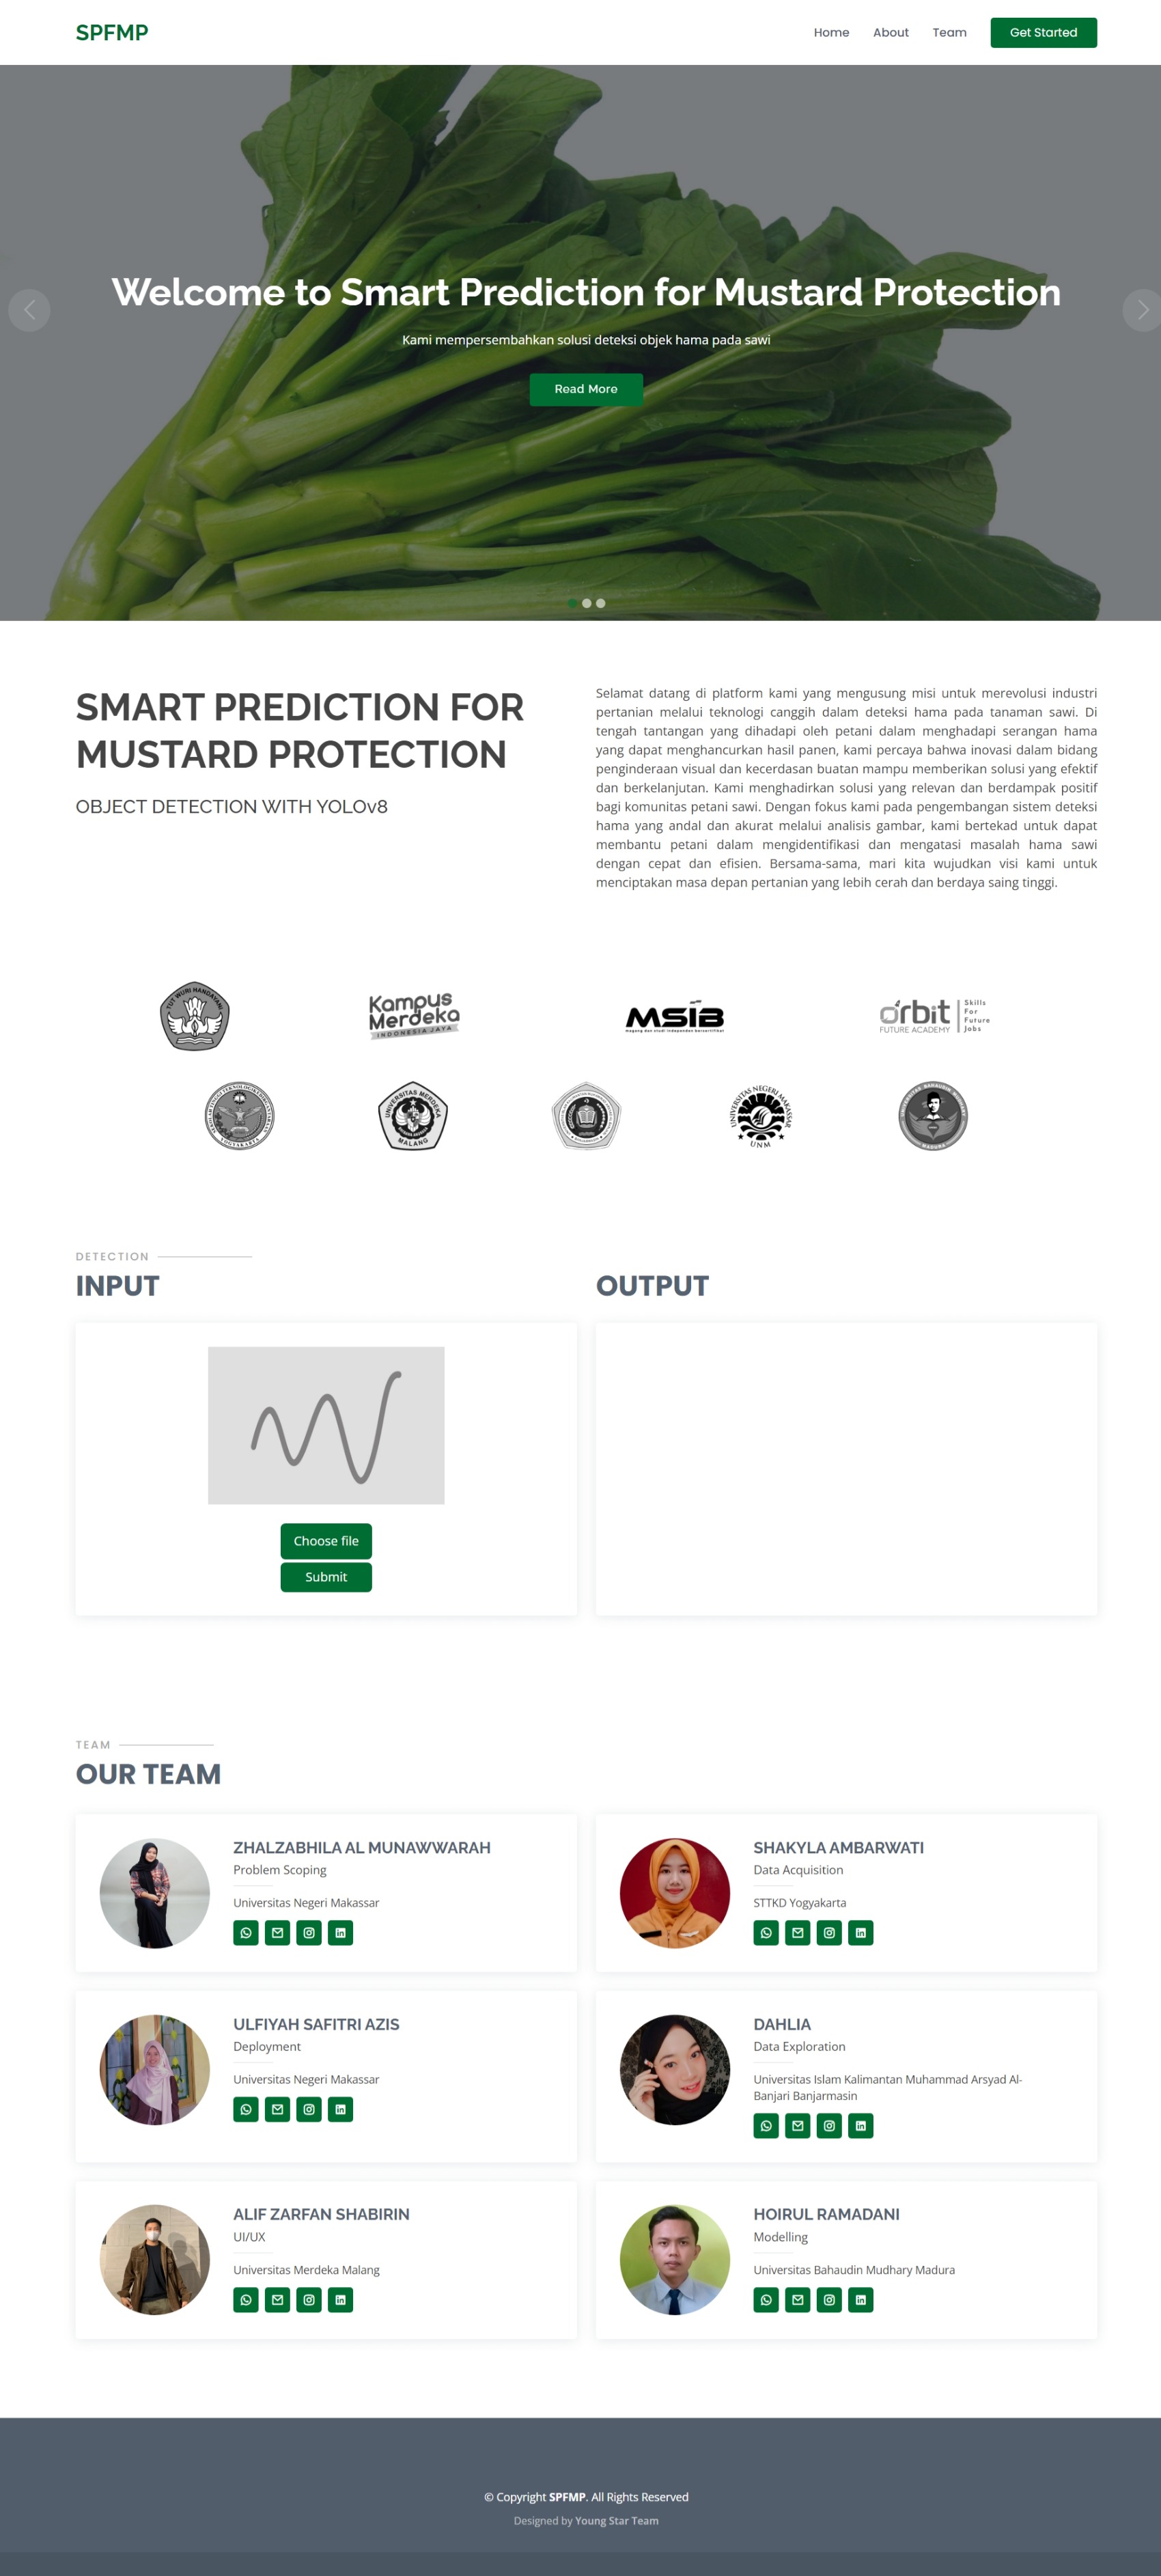 SPFMP
Home
About
Team
Get Started
Welcome to Smart Prediction for Mustard Protection
Kami mempersembahkan solusi deteksi objek hama pada sawi
Read More
SMART PREDICTION FOR
MUSTARD PROTECTION
OBJECT DETECTION WITH YOLOv8
Selamat datang di platform kami yang mengusung misi untuk merevolusi industri
pertanian melalui teknologi canggih dalam deteksi hama pada tanaman sawi. Di
tengah tantangan yang dihadapi oleh petani dalam menghadapi serangan hama
yang dapat menghancurkan hasil panen, kami percaya bahwa inovasi dalam bidang
penginderaan visual dan kecerdasan buatan mampu memberikan solusi yang efektif
dan berkelanjutan. Kami menghadirkan solusi yang relevan dan berdampak positif
bagi komunitas petani sawi. Dengan fokus kami pada pengembangan sistem deteksi
hama yang andal dan akurat melalui analisis gambar, kami bertekad untuk dapat
membantu petani dalam mengidentifikasi dan mengatasi masalah hama sawi
dengan cepat dan efisien. Bersama-sama, mari kita wujudkan visi kami untuk
menciptakan masa depan pertanian yang lebih cerah dan berdaya saing tinggi.
TUT WURI HANDAYANI
Kampus
Merdeka
INDONESIA JAYA
MSIB
magang dan studi independen bersertifikat
orbit
FUTURE ACADEMY
Skills
For
Future
Jobs
YOGYAKARTA
UNIVERSITAS MERDEKA
MALANG
UNIVERSITAS NEGERI MAKASSAR
UNM
MADURA
DETECTION
INPUT
OUTPUT
Choose file
Submit
TEAM
OUR TEAM
ZHALZABHILA AL MUNAWWARAH
Problem Scoping
Universitas Negeri Makassar
SHAKYLA AMBARWATI
Data Acquisition
STTKD Yogyakarta
ULFIYAH SAFITRI AZIS
Deployment
Universitas Negeri Makassar
DAHLIA
Data Exploration
Universitas Islam Kalimantan Muhammad Arsyad Al-
Banjari Banjarmasin
ALIF ZARFAN SHABIRIN
UI/UX
Universitas Merdeka Malang
HOIRUL RAMADANI
Modelling
Universitas Bahaudin Mudhary Madura
© Copyright SPFMP. All Rights Reserved
Designed by Young Star Team